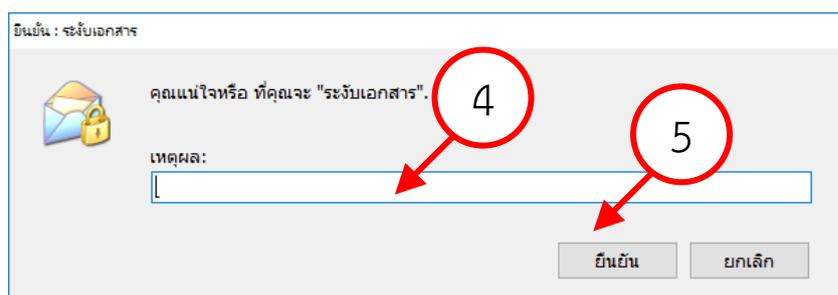 ยืนยัน : ระงับเอกสาร
คุณแน่ใจหรือ ที่คุณจะ "ระงับเอกสาร".
4
5
เหตุผล:
ยืนยัน
ยกเลิก